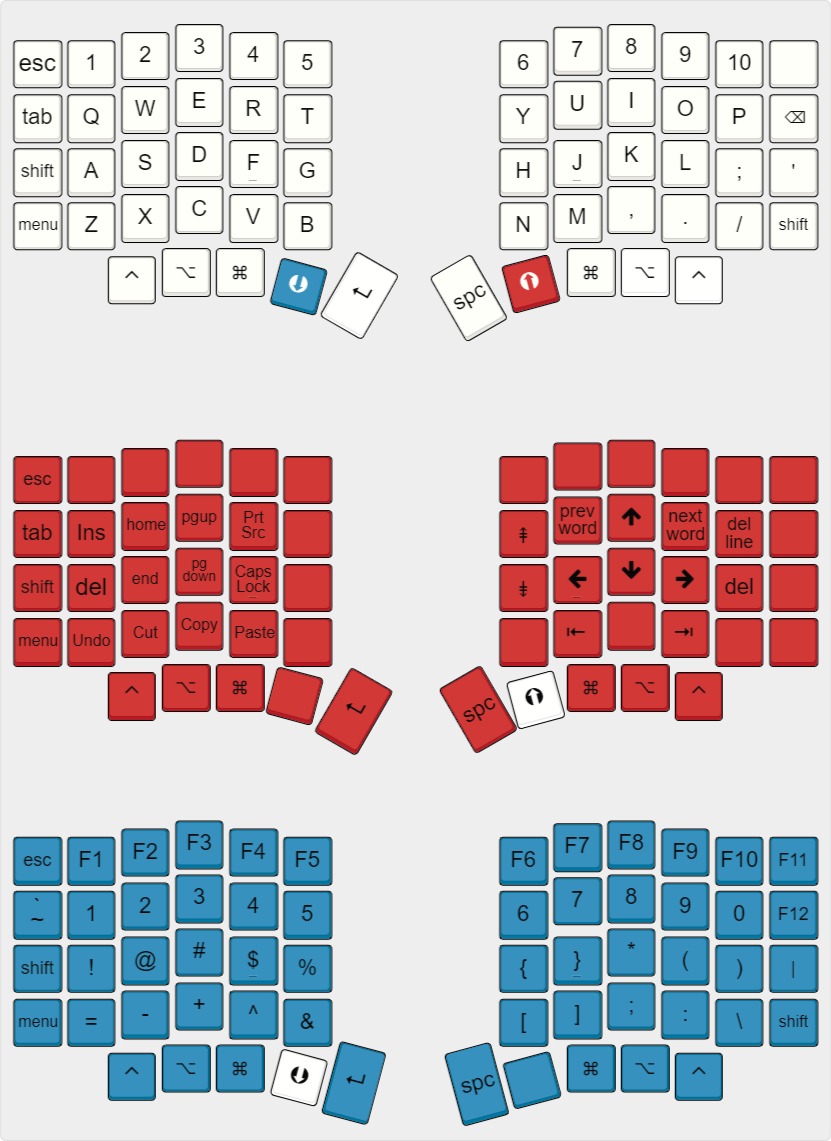 esc 1 2 3 4 5 6 7 8 9 10
tab Q W E R T Y U I O P ⌫
shift A S D F G H J K L ; '
menu Z X C V B N M , . / shift
^ ⌥ ⌘ ⮋ ↵ spc ⮉ ⌘ ⌥ ^
esc
tab Ins home pgup Prt Src ⇞ prev word ↑ next word del line
shift del end pg down Caps Lock ⇟ ← ↓ → del
menu Undo Cut Copy Paste ⇤ ⇥
^ ⌥ ⌘ ↵ spc ⮉ ⌘ ⌥ ^
esc F1 F2 F3 F4 F5 F6 F7 F8 F9 F10 F11
` ~ 1 2 3 4 5 6 7 8 9 0 F12
shift ! @ # $ % { } * ( ) |
menu = - + ^ & [ ] ; : \ shift
^ ⌥ ⌘ ⮋ ↵ spc ⌘ ⌥ ^